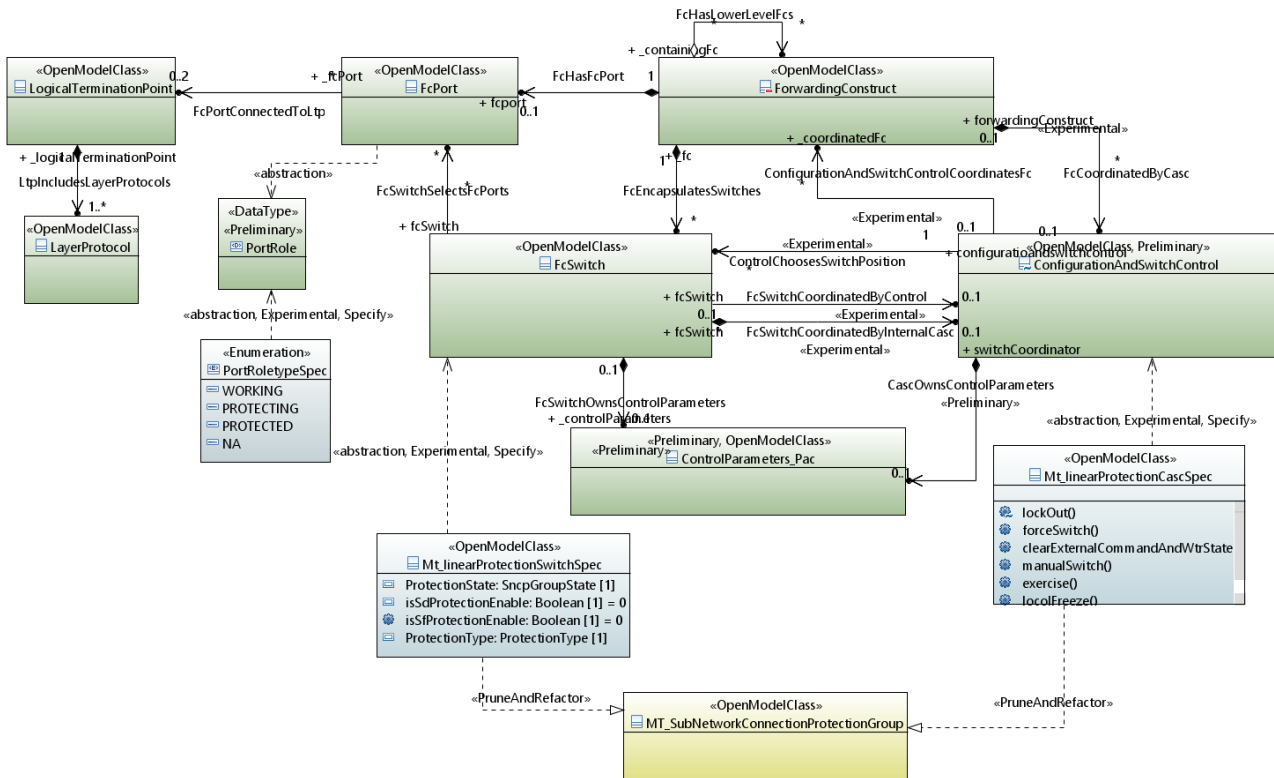 FcHasLowerLevelFcs
*
*
+ _containingFc
«OpenModelClass»
LogicalTerminationPoint
0..2
+ _ltpPort
FcPortConnectedToLtp
«OpenModelClass»
FcPort
FcHasFcPort
1
+ fcport
0..1
«OpenModelClass»
ForwardingConstruct
+ forwardingConstruct
0..1
«Experimental»
+ _coordinatedFc
+ _logicalTerminationPoint
1
LtpIncludesLayerProtocols
1..*
«abstraction»
*
*
FcSwitchSelectsFcPorts
+ fcSwitch
1
+ _fc
FcEncapsulatesSwitches
*
ConfigurationAndSwitchControlCoordinatesFc
*
*
FcCoordinatedByCasc
«OpenModelClass»
LayerProtocol
«DataType»
«Preliminary»
PortRole
«Experimental»
0..1
0..1
1
«OpenModelClass»
FcSwitch
«Experimental»
ControlChoosesSwitchPosition
*
«OpenModelClass, Preliminary»
+ configurationandswitchcontrol
ConfigurationAndSwitchControl
+ fcSwitch
FcSwitchCoordinatedByControl
0..1
0..1
«Experimental»
+ fcSwitch
FcSwitchCoordinatedByInternalCasc
0..1
«Experimental»
+ switchCoordinator
«abstraction, Experimental, Specify»
«Enumeration»
PortRoletypeSpec
WORKING
PROTECTING
PROTECTED
NA
0..1
FcSwitchOwnsControlParameters
+ _controlParameters
0..1
CascOwnsControlParameters
«Preliminary»
«abstraction, Experimental, Specify»
«abstraction, Experimental, Specify»
«Preliminary, OpenModelClass»
«Preliminary»
ControlParameters_Pac
0..1
«OpenModelClass»
Mt_linearProtectionCascSpec
lockOut()
forceSwitch()
clearExternalCommandAndWtrState
manualSwitch()
exercise()
locolFreeze()
«OpenModelClass»
Mt_linearProtectionSwitchSpec
ProtectionState: SncpGroupState [1]
isSdProtectionEnable: Boolean [1] = 0
isSfProtectionEnable: Boolean [1] = 0
ProtectionType: ProtectionType [1]
«PruneAndRefactor»
«PruneAndRefactor»
«OpenModelClass»
MT_SubNetworkConnectionProtectionGroup